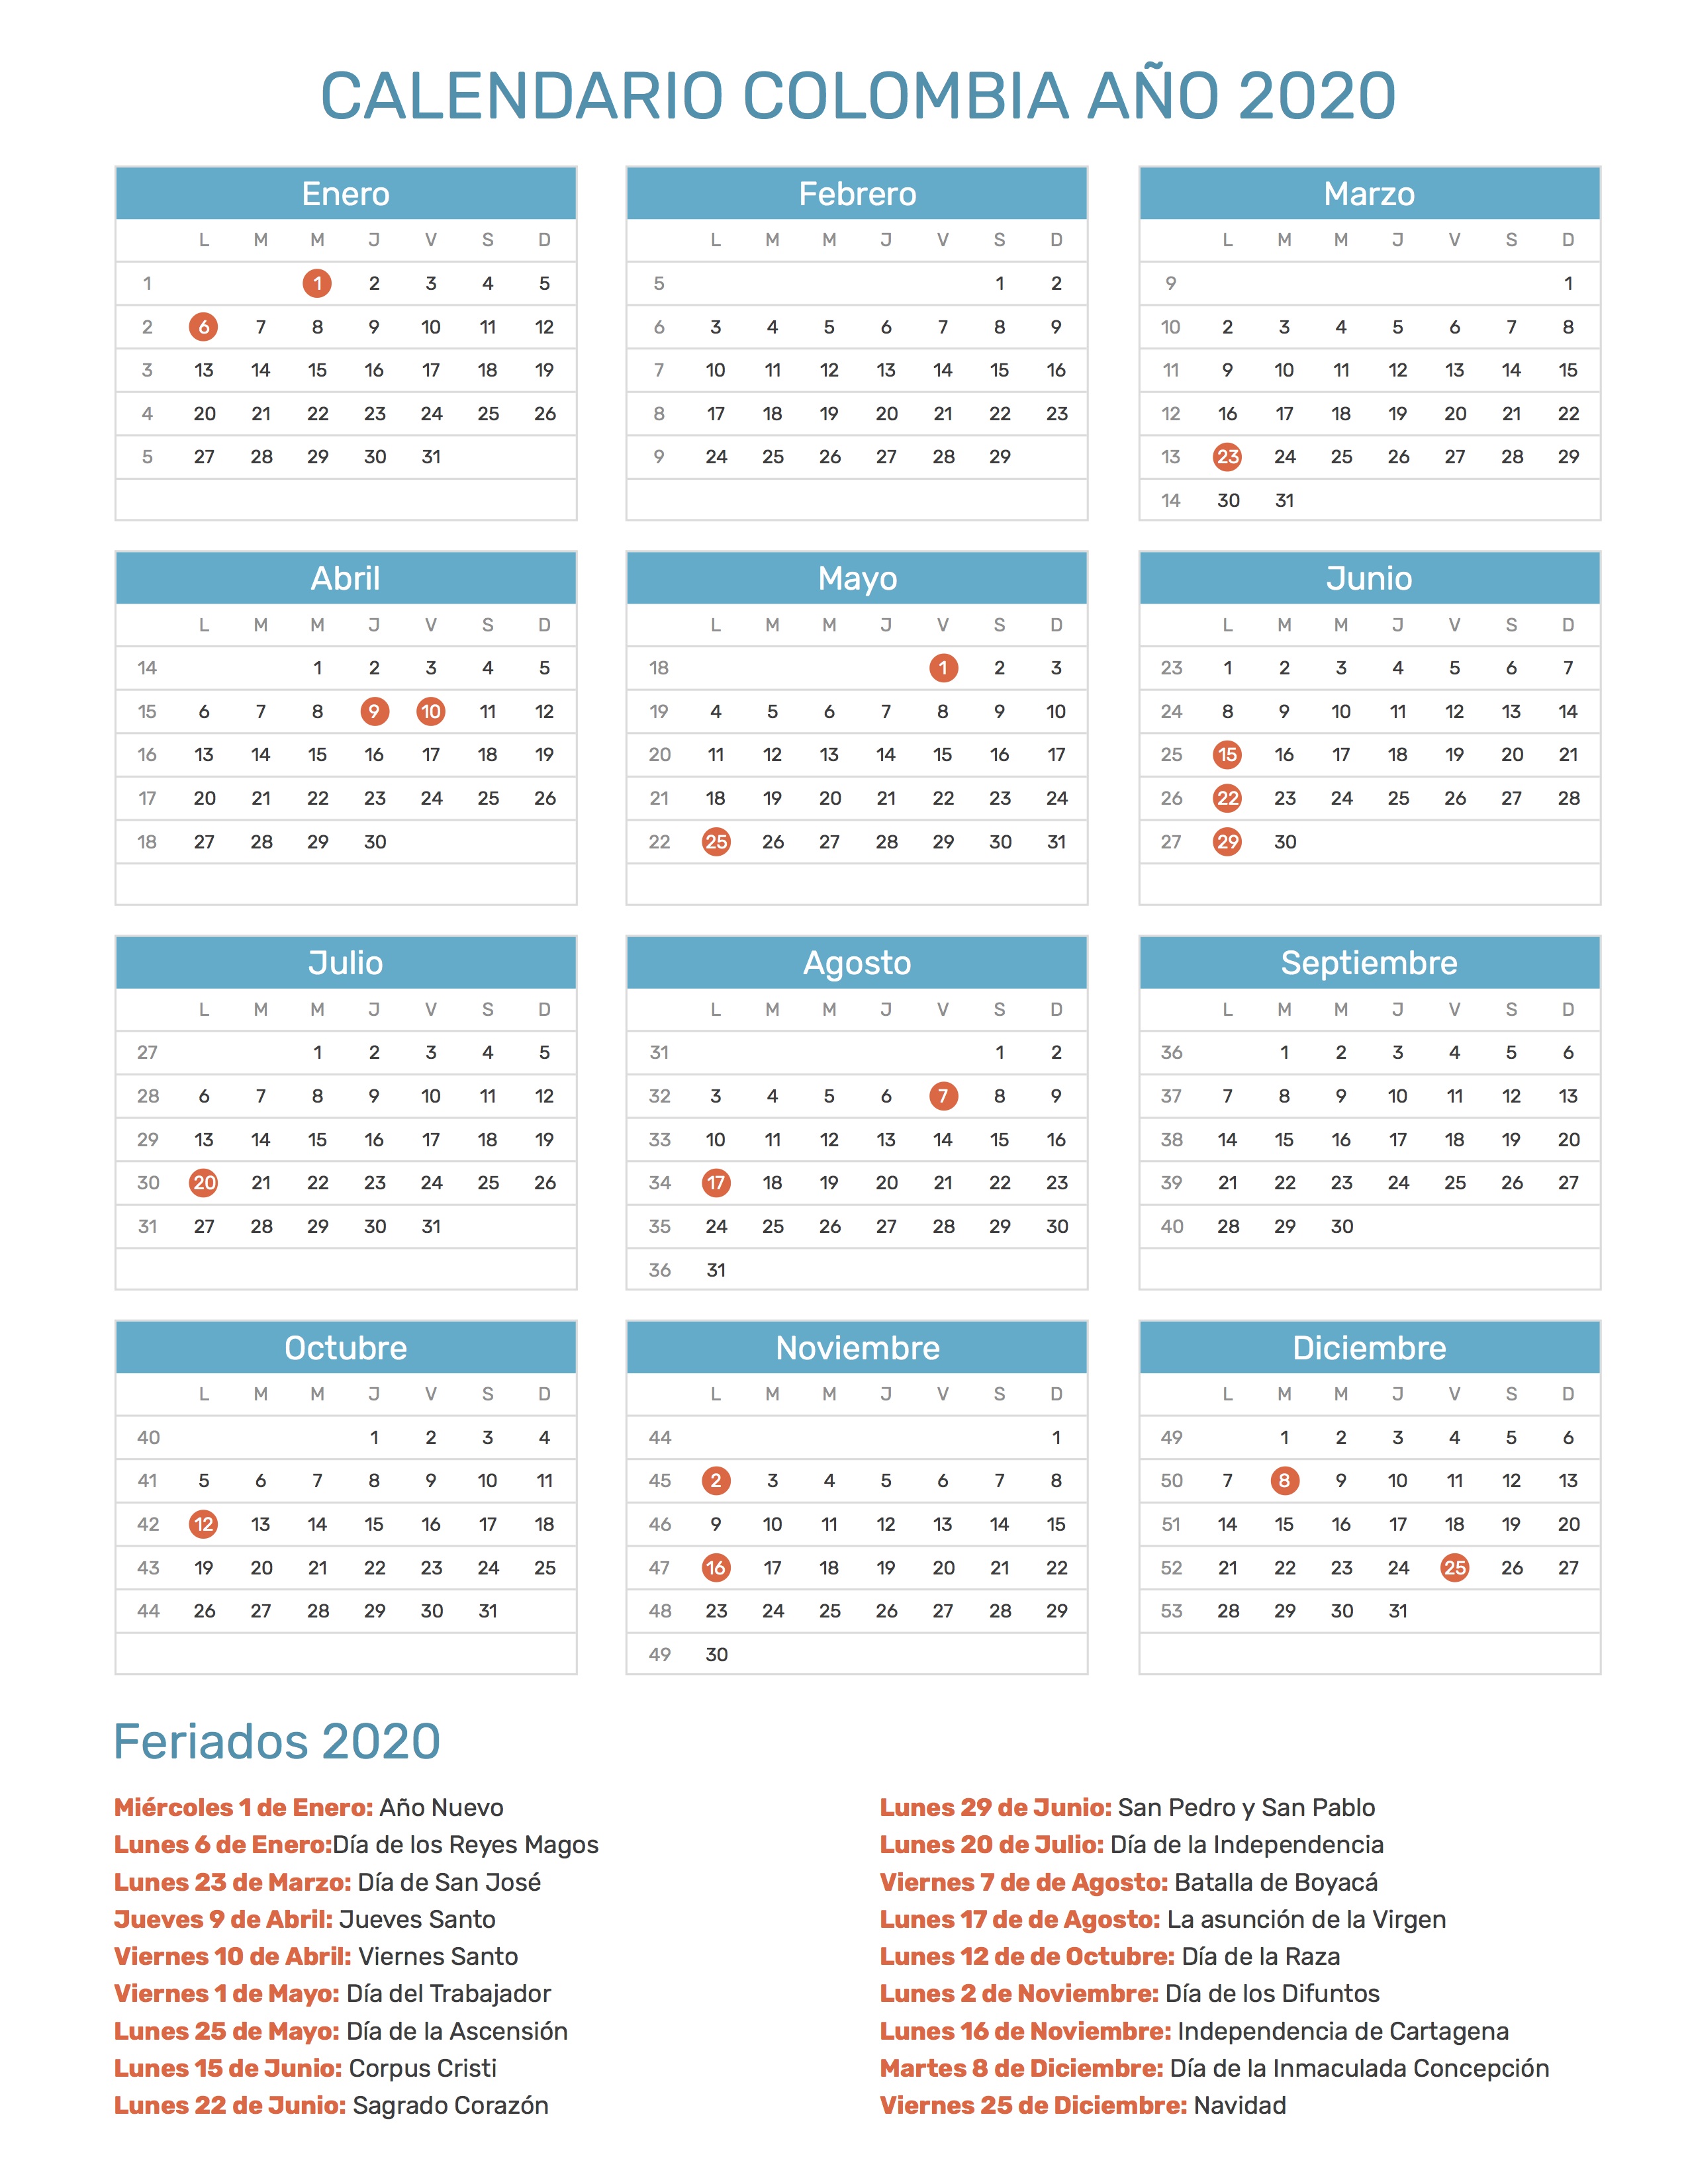 CALENDARIO COLOMBIA AÑO 2020
Enero
L M M J V S D
1 1 2 3 4 5
2 6 7 8 9 10 11 12
3 13 14 15 16 17 18 19
4 20 21 22 23 24 25 26
5 27 28 29 30 31
Febrero
L M M J V S D
5 1 2
6 3 4 5 6 7 8 9
7 10 11 12 13 14 15 16
8 17 18 19 20 21 22 23
9 24 25 26 27 28 29
Marzo
L M M J V S D
9 1
10 2 3 4 5 6 7 8
11 9 10 11 12 13 14 15
12 16 17 18 19 20 21 22
13 23 24 25 26 27 28 29
14 30 31
Abril
L M M J V S D
14 1 2 3 4 5
15 6 7 8 9 10 11 12
16 13 14 15 16 17 18 19
17 20 21 22 23 24 25 26
18 27 28 29 30
Mayo
L M M J V S D
18 1 2 3
19 4 5 6 7 8 9 10
20 11 12 13 14 15 16 17
21 18 19 20 21 22 23 24
22 25 26 27 28 29 30 31
Junio
L M M J V S D
23 1 2 3 4 5 6 7
24 8 9 10 11 12 13 14
25 15 16 17 18 19 20 21
26 22 23 24 25 26 27 28
27 29 30
Julio
L M M J V S D
27 1 2 3 4 5
28 6 7 8 9 10 11 12
29 13 14 15 16 17 18 19
30 20 21 22 23 24 25 26
31 27 28 29 30 31
Agosto
L M M J V S D
31 1 2
32 3 4 5 6 7 8 9
33 10 11 12 13 14 15 16
34 17 18 19 20 21 22 23
35 24 25 26 27 28 29 30
36 31
Septiembre
L M M J V S D
36 1 2 3 4 5 6
37 7 8 9 10 11 12 13
38 14 15 16 17 18 19 20
39 21 22 23 24 25 26 27
40 28 29 30
Octubre
L M M J V S D
40 1 2 3 4
41 5 6 7 8 9 10 11
42 12 13 14 15 16 17 18
43 19 20 21 22 23 24 25
44 26 27 28 29 30 31
Noviembre
L M M J V S D
44 1
45 2 3 4 5 6 7 8
46 9 10 11 12 13 14 15
47 16 17 18 19 20 21 22
48 23 24 25 26 27 28 29
49 30
Diciembre
L M M J V S D
49 1 2 3 4 5 6
50 7 8 9 10 11 12 13
51 14 15 16 17 18 19 20
52 21 22 23 24 25 26 27
53 28 29 30 31
Feriados 2020
Miércoles 1 de Enero: Año Nuevo
Lunes 6 de Enero:Día de los Reyes Magos
Lunes 23 de Marzo: Día de San José
Jueves 9 de Abril: Jueves Santo
Viernes 10 de Abril: Viernes Santo
Viernes 1 de Mayo: Día del Trabajador
Lunes 25 de Mayo: Día de la Ascensión
Lunes 15 de Junio: Corpus Cristi
Lunes 22 de Junio: Sagrado Corazón
Lunes 29 de Junio: San Pedro y San Pablo
Lunes 20 de Julio: Día de la Independencia
Viernes 7 de de Agosto: Batalla de Boyacá
Lunes 17 de de Agosto: La asunción de la Virgen
Lunes 12 de de Octubre: Día de la Raza
Lunes 2 de Noviembre: Día de los Difuntos
Lunes 16 de Noviembre: Independencia de Cartagena
Martes 8 de Diciembre: Día de la Inmaculada Concepción
Viernes 25 de Diciembre: Navidad